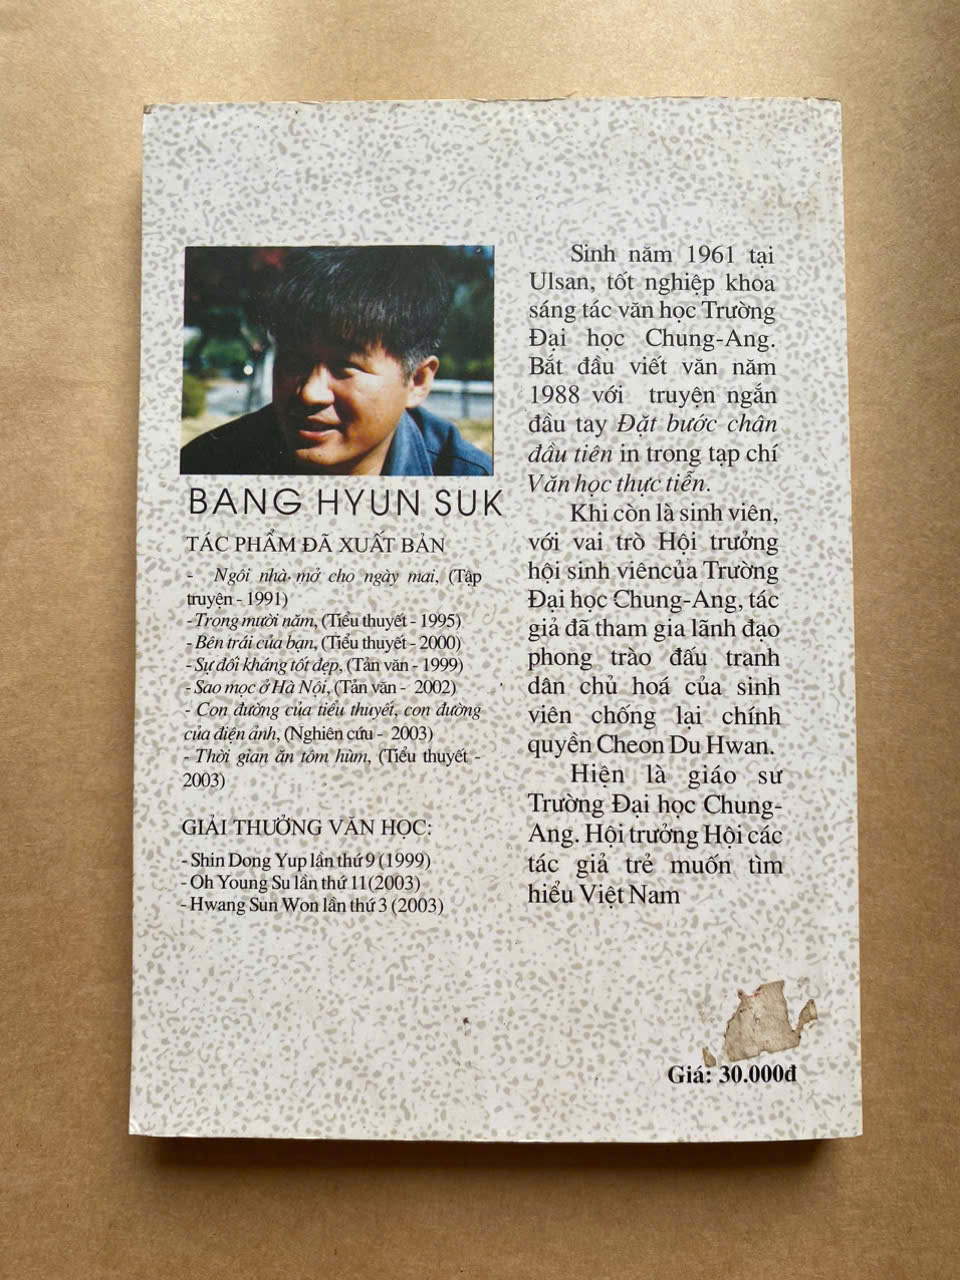 BANG HYUN SUK
TÁC PHẨM ĐÃ XUẤT BẢN
- Ngôi nhà mở cho ngày mai, (Tập
truyện - 1991)
- Trong mười năm, (Tiểu thuyết - 1995)
- Bên trái của bạn, (Tiểu thuyết - 2000)
- Sự đối kháng tốt đẹp, (Tản văn - 1999)
- Sao mọc ở Hà Nội, (Tản văn - 2002)
- Con đường của tiểu thuyết, con đường
của điện ảnh, (Nghiên cứu - 2003)
- Thời gian ăn tôm hùm, (Tiểu thuyết -
2003)
GIẢI THƯỞNG VĂN HỌC:
- Shin Dong Yup lần thứ 9 (1999)
- Oh Young Su lần thứ 11(2003)
- Hwang Sun Won lần thứ 3 (2003)
Sinh năm 1961 tại
Ulsan, tốt nghiệp khoa
sáng tác văn học Trường
Đại học Chung-Ang.
Bắt đầu viết văn năm
1988 với truyện ngắn
đầu tay Đặt bước chân
đầu tiên in trong tạp chí
Văn học thực tiễn.
Khi còn là sinh viên,
với vai trò Hội trưởng
hội sinh viêncủa Trường
Đại học Chung-Ang, tác
giả đã tham gia lãnh đạo
phong trào đấu tranh
dân chủ hoá của sinh
viên chống lại chính
quyền Cheon Du Hwan.
Hiện là giáo sư
Trường Đại học Chung-
Ang. Hội trưởng Hội các
tác giả trẻ muốn tìm
hiểu Việt Nam
Giá: 30.000đ